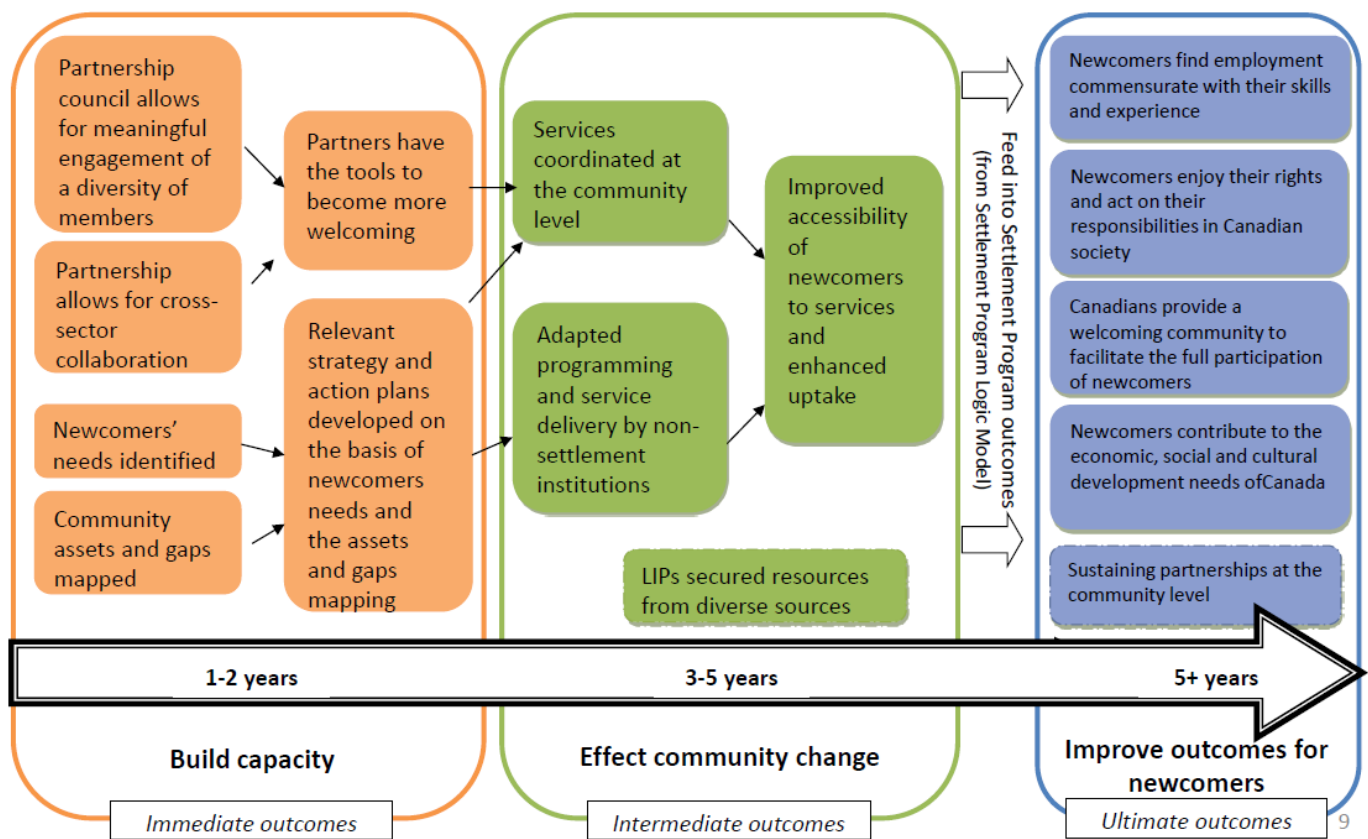 Partnership
council allows
for meaningful
engagement of
a diversity of
members
Partnership
allows for cross-
sector
collaboration
Newcomers’
needs identified
Community
assets and gaps
mapped
Partners have
the tools to
become more
welcoming
Relevant
strategy and
action plans
developed on
the basis of
newcomers
needs and
the assets
and gaps
mapping
Services
coordinated at
the community
level
Adapted
programming
and service
delivery by non-
settlement
institutions
Improved
accessibility
of
newcomers
to services
and
enhanced
uptake
LIPs secured resources
from diverse sources
Feed into Settlement Program outcomes
(from Settlement Program Logic Model)
Newcomers find employment
commensurate with their skills
and experience
Newcomers enjoy their rights
and act on their
responsibilities in Canadian
society
Canadians provide a
welcoming community to
facilitate the full participation
of newcomers
Newcomers contribute to the
economic, social and cultural
development needs ofCanada
Sustaining partnerships at the
community level
1-2 years
3-5 years
5+ years
Build capacity
Effect community change
Improve outcomes for
newcomers
Immediate outcomes
Intermediate outcomes
Ultimate outcomes
9